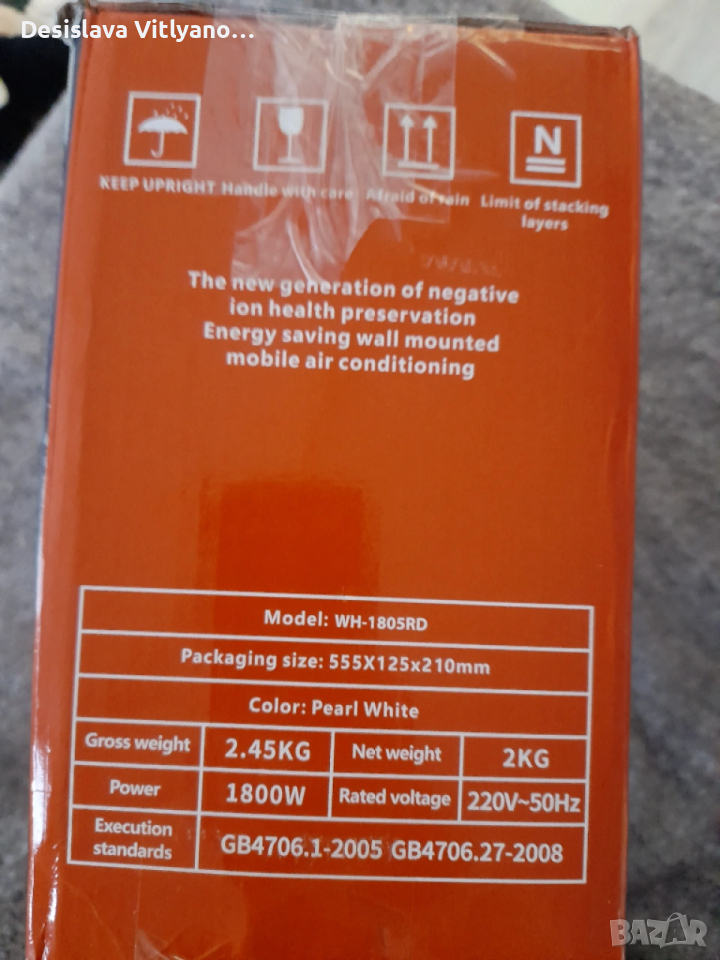 Desislava Vitlyano...
N
KEEP UPRIGHT Handle with care Afraid of rain Limit of stacking
layers
The new generation of negative
ion health preservation
Energy saving wall mounted
mobile air conditioning
Model: WH-1805RD
Packaging size: 555X125x210mm
Color: Pearl White
Gross weight 2.45KG Net weight 2KG
Power 1800W Rated voltage 220V~50Hz
Execution
standards GB4706.1-2005 GB4706.27-2008
BAZAR